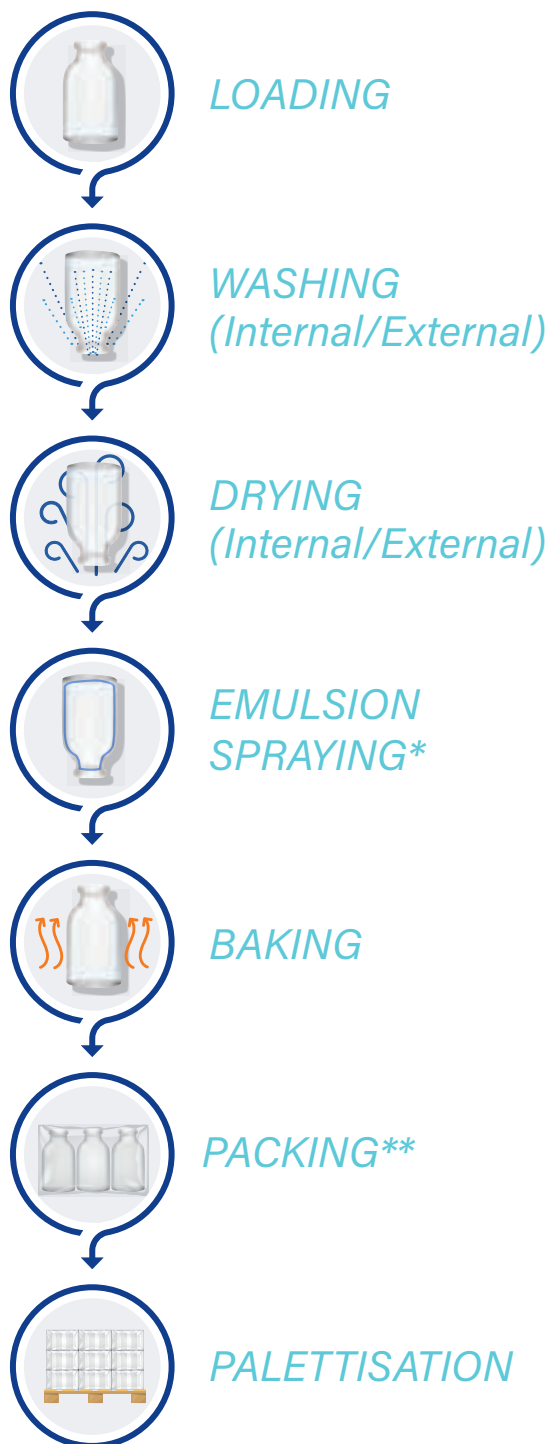 LOADING
WASHING
(Internal/External)
DRYING
(Internal/External)
EMULSION
SPRAYING*
BAKING
PACKING**
PALETTISATION